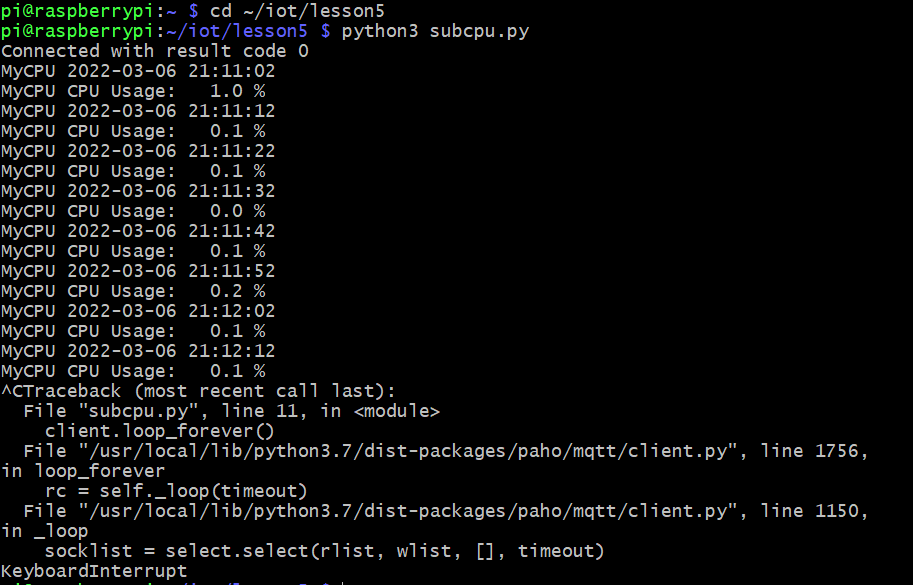 pi@raspberrypi:~ $ cd ~/iot/lesson5
pi@raspberrypi:~/iot/lesson5 $ python3 subcpu.py
Connected with result code 0
MyCPU 2022-03-06 21:11:02
MyCPU CPU Usage:   1.0 %
MyCPU 2022-03-06 21:11:12
MyCPU CPU Usage:   0.1 %
MyCPU 2022-03-06 21:11:22
MyCPU CPU Usage:   0.1 %
MyCPU 2022-03-06 21:11:32
MyCPU CPU Usage:   0.0 %
MyCPU 2022-03-06 21:11:42
MyCPU CPU Usage:   0.1 %
MyCPU 2022-03-06 21:11:52
MyCPU CPU Usage:   0.2 %
MyCPU 2022-03-06 21:12:02
MyCPU CPU Usage:   0.1 %
MyCPU 2022-03-06 21:12:12
MyCPU CPU Usage:   0.1 %
^CTraceback (most recent call last):
  File "subcpu.py", line 11, in <module>
    client.loop_forever()
  File "/usr/local/lib/python3.7/dist-packages/paho/mqtt/client.py", line 1756,
in loop_forever
    rc = self._loop(timeout)
  File "/usr/local/lib/python3.7/dist-packages/paho/mqtt/client.py", line 1150,
in _loop
    socklist = select.select(rlist, wlist, [], timeout)
KeyboardInterrupt